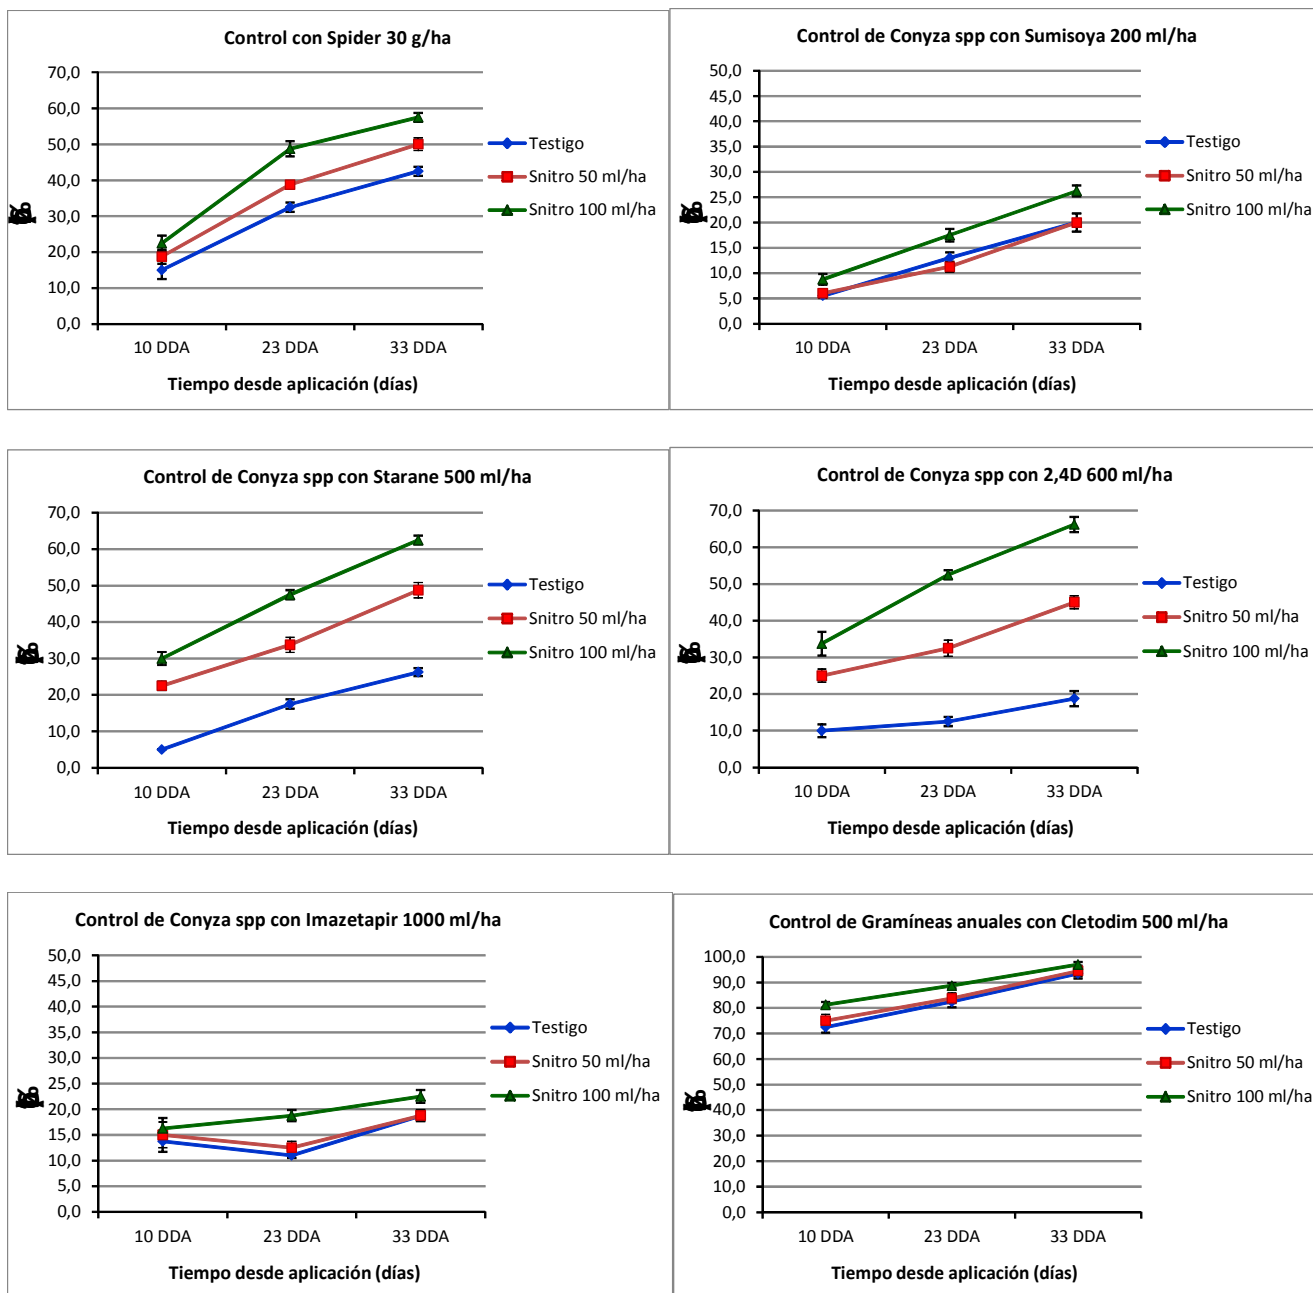 Control con Spider 30 g/ha
70,0
60,0
50,0
40,0
30,0
20,0
10,0
0,0
10 DDA
23 DDA
33 DDA
Tiempo desde aplicación (días)
Testigo
Snitro 50 ml/ha
Snitro 100 ml/ha
Control de Conyza spp con Sumisoya 200 ml/ha
50,0
45,0
40,0
35,0
30,0
25,0
20,0
15,0
10,0
5,0
0,0
10 DDA
23 DDA
33 DDA
Tiempo desde aplicación (días)
Testigo
Snitro 50 ml/ha
Snitro 100 ml/ha
Control de Conyza spp con Starane 500 ml/ha
70,0
60,0
50,0
40,0
30,0
20,0
10,0
0,0
10 DDA
23 DDA
33 DDA
Tiempo desde aplicación (días)
Testigo
Snitro 50 ml/ha
Snitro 100 ml/ha
Control de Conyza spp con 2,4D 600 ml/ha
70,0
60,0
50,0
40,0
30,0
20,0
10,0
0,0
10 DDA
23 DDA
33 DDA
Tiempo desde aplicación (días)
Testigo
Snitro 50 ml/ha
Snitro 100 ml/ha
Control de Conyza spp con Imazetapir 1000 ml/ha
50,0
45,0
40,0
35,0
30,0
25,0
20,0
15,0
10,0
5,0
0,0
10 DDA
23 DDA
33 DDA
Tiempo desde aplicación (días)
Testigo
Snitro 50 ml/ha
Snitro 100 ml/ha
Control de Gramíneas anuales con Cletodim 500 ml/ha
100,0
90,0
80,0
70,0
60,0
50,0
40,0
30,0
20,0
10,0
0,0
10 DDA
23 DDA
33 DDA
Tiempo desde aplicación (días)
Testigo
Snitro 50 ml/ha
Snitro 100 ml/ha